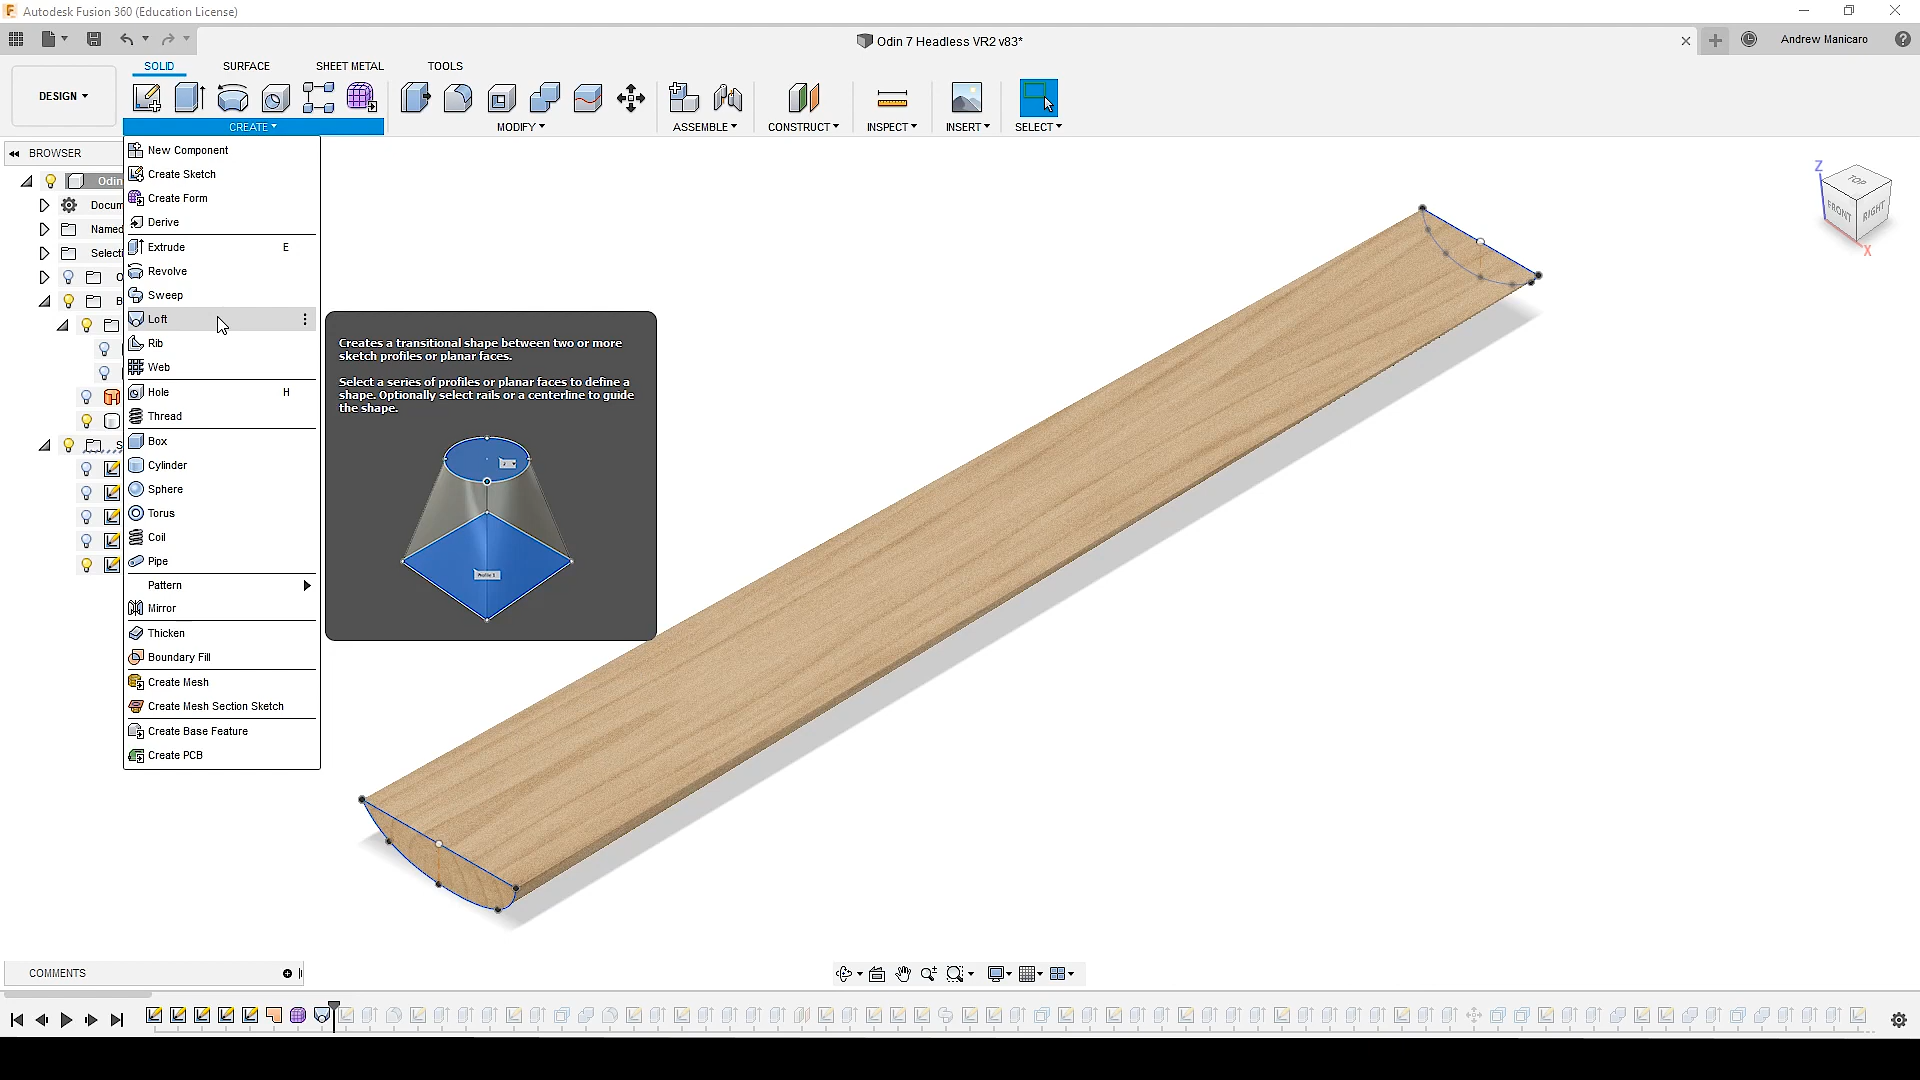 Autodesk Fusion 360 (Education License)
Odin 7 Headless VR2 v83*
Andrew Manicaro
SOLID
SURFACE
SHEET METAL
TOOLS
DESIGN
CREATE
MODIFY
ASSEMBLE
CONSTRUCT
INSPECT
INSERT
SELECT
BROWSER
Odin
Docum
Named
Selecti
New Component
Create Sketch
Create Form
Derive
Extrude E
Revolve
Sweep
Loft
Rib
Web
Hole H
Thread
Box
Cylinder
Sphere
Torus
Coil
Pipe
Pattern
Mirror
Thicken
Boundary Fill
Create Mesh
Create Mesh Section Sketch
Create Base Feature
Create PCB
Creates a transitional shape between two or more
sketch profiles or planar faces.
Select a series of profiles or planar faces to define a
shape. Optionally select rails or a centerline to guide
the shape.
Z
TOP
FRONT
RIGHT
X
COMMENTS